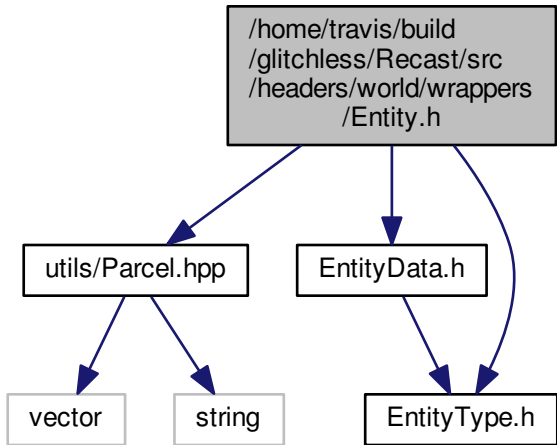 /home/travis/build
/glitchless/Recast/src
/headers/world/wrappers
/Entity.h
utils/Parcel.hpp
EntityData.h
vector
string
EntityType.h